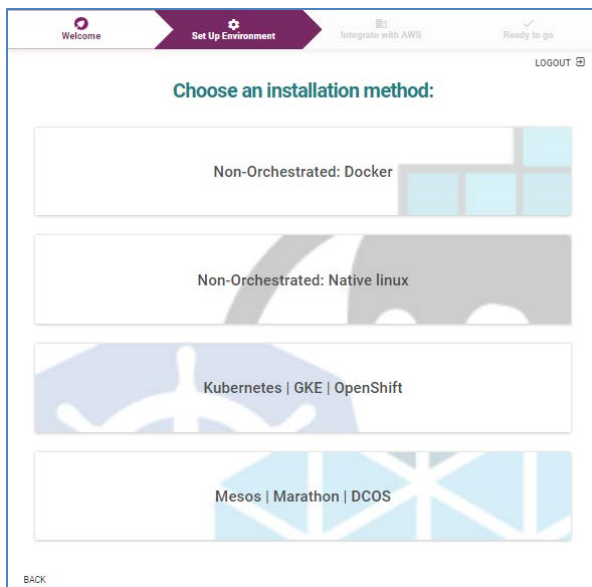 Welcome
Set Up Environment
Integrate with AWS
Ready to go
LOGOUT
Choose an installation method:
Non-Orchestrated: Docker
Non-Orchestrated: Native linux
Kubernetes | GKE | OpenShift
Mesos | Marathon | DCOS
BACK